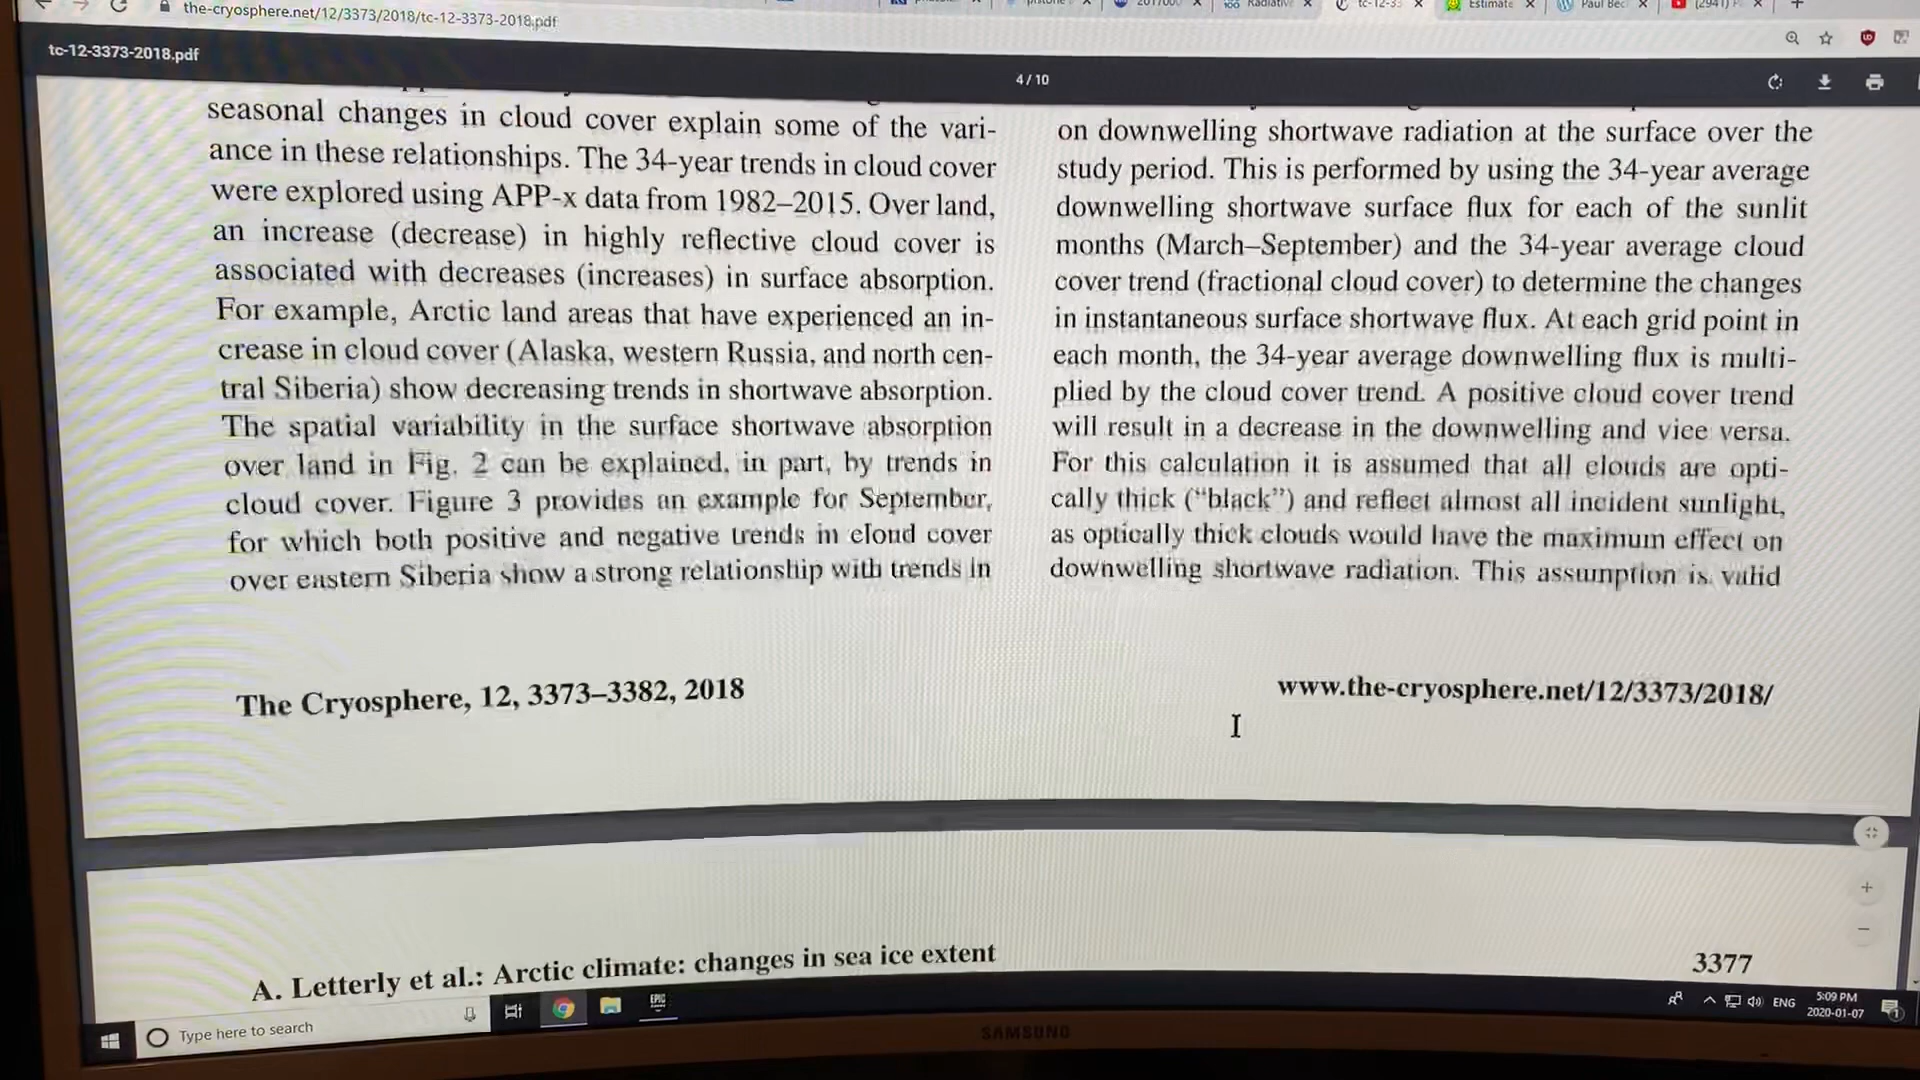 the-cryosphere.net/12/3373/2018/tc-12-3373-2018.pdf
Radiativ
tc-12-33
Estimate
Paul Bec
tc-12-3373-2018.pdf
4 / 10
seasonal changes in cloud cover explain some of the vari-
ance in these relationships. The 34-year trends in cloud cover
were explored using APP-x data from 1982–2015. Over land,
an increase (decrease) in highly reflective cloud cover is
associated with decreases (increases) in surface absorption.
For example, Arctic land areas that have experienced an in-
crease in cloud cover (Alaska, western Russia, and north cen-
tral Siberia) show decreasing trends in shortwave absorption.
The spatial variability in the surface shortwave absorption
over land in Fig. 2 can be explained, in part, by trends in
cloud cover. Figure 3 provides an example for September,
for which both positive and negative trends in cloud cover
over eastern Siberia show a strong relationship with trends in
on downwelling shortwave radiation at the surface over the
study period. This is performed by using the 34-year average
downwelling shortwave surface flux for each of the sunlit
months (March–September) and the 34-year average cloud
cover trend (fractional cloud cover) to determine the changes
in instantaneous surface shortwave flux. At each grid point in
each month, the 34-year average downwelling flux is multi-
plied by the cloud cover trend. A positive cloud cover trend
will result in a decrease in the downwelling and vice versa.
For this calculation it is assumed that all clouds are opti-
cally thick (“black”) and reflect almost all incident sunlight,
as optically thick clouds would have the maximum effect on
downwelling shortwave radiation. This assumption is valid
The Cryosphere, 12, 3373–3382, 2018
www.the-cryosphere.net/12/3373/2018/
A. Letterly et al.: Arctic climate: changes in sea ice extent
3377
Type here to search
EPIC
ENG
5:09 PM
2020-01-07
SAMSUNG